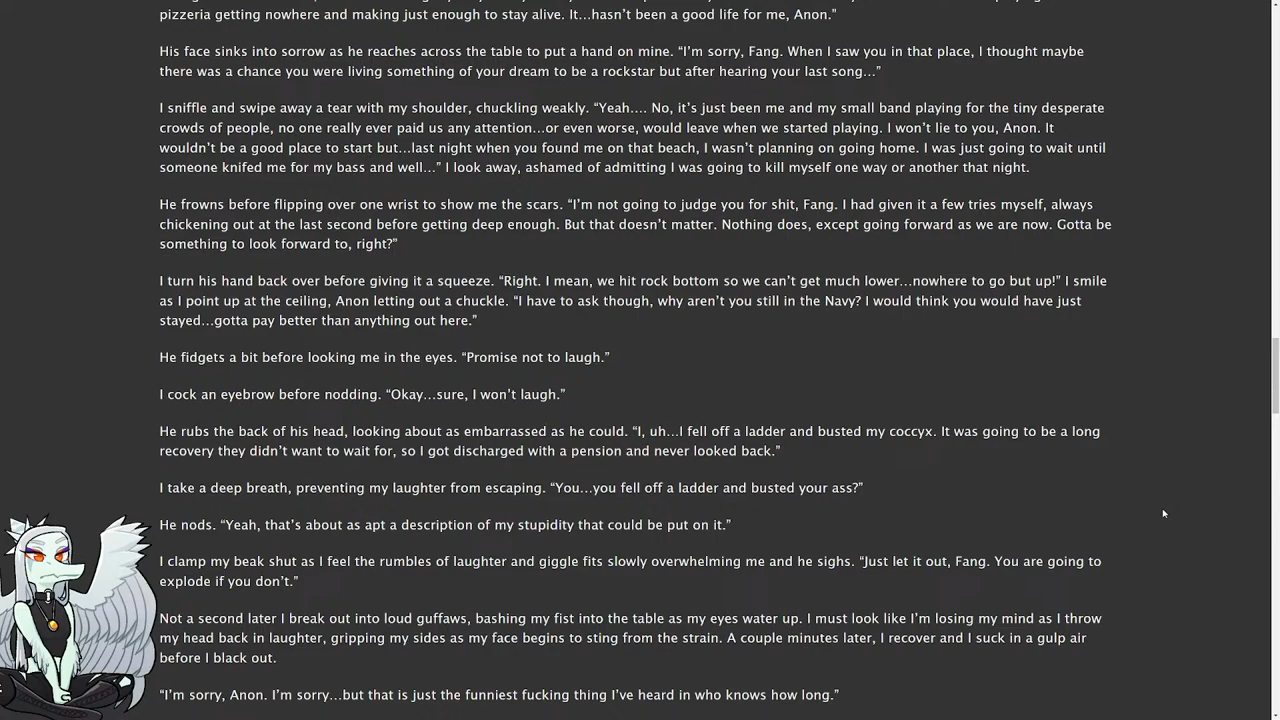 pizzeria getting nowhere and making just enough to stay alive. It…hasn’t been a good life for me, Anon.”
His face sinks into sorrow as he reaches across the table to put a hand on mine. “I’m sorry, Fang. When I saw you in that place, I thought maybe
there was a chance you were living something of your dream to be a rockstar but after hearing your last song…”
I sniffle and swipe away a tear with my shoulder, chuckling weakly. “Yeah…. No, it’s just been me and my small band playing for the tiny desperate
crowds of people, no one really ever paid us any attention…or even worse, would leave when we started playing. I won’t lie to you, Anon. It
wouldn’t be a good place to start but…last night when you found me on that beach, I wasn’t planning on going home. I was just going to wait until
someone knifed me for my bass and well…” I look away, ashamed of admitting I was going to kill myself one way or another that night.
He frowns before flipping over one wrist to show me the scars. “I’m not going to judge you for shit, Fang. I had given it a few tries myself, always
chickening out at the last second before getting deep enough. But that doesn’t matter. Nothing does, except going forward as we are now. Gotta be
something to look forward to, right?”
I turn his hand back over before giving it a squeeze. “Right. I mean, we hit rock bottom so we can’t get much lower…nowhere to go but up!” I smile
as I point up at the ceiling, Anon letting out a chuckle. “I have to ask though, why aren’t you still in the Navy? I would think you would have just
stayed…gotta pay better than anything out here.”
He fidgets a bit before looking me in the eyes. “Promise not to laugh.”
I cock an eyebrow before nodding. “Okay…sure, I won’t laugh.”
He rubs the back of his head, looking about as embarrassed as he could. “I, uh…I fell off a ladder and busted my coccyx. It was going to be a long
recovery they didn’t want to wait for, so I got discharged with a pension and never looked back.”
I take a deep breath, preventing my laughter from escaping. “You…you fell off a ladder and busted your ass?”
He nods. “Yeah, that’s about as apt a description of my stupidity that could be put on it.”
I clamp my beak shut as I feel the rumbles of laughter and giggle fits slowly overwhelming me and he sighs. “Just let it out, Fang. You are going to
explode if you don’t.”
Not a second later I break out into loud guffaws, bashing my fist into the table as my eyes water up. I must look like I’m losing my mind as I throw
my head back in laughter, gripping my sides as my face begins to sting from the strain. A couple minutes later, I recover and I suck in a gulp air
before I black out.
“I’m sorry, Anon. I’m sorry…but that is just the funniest fucking thing I’ve heard in who knows how long.”